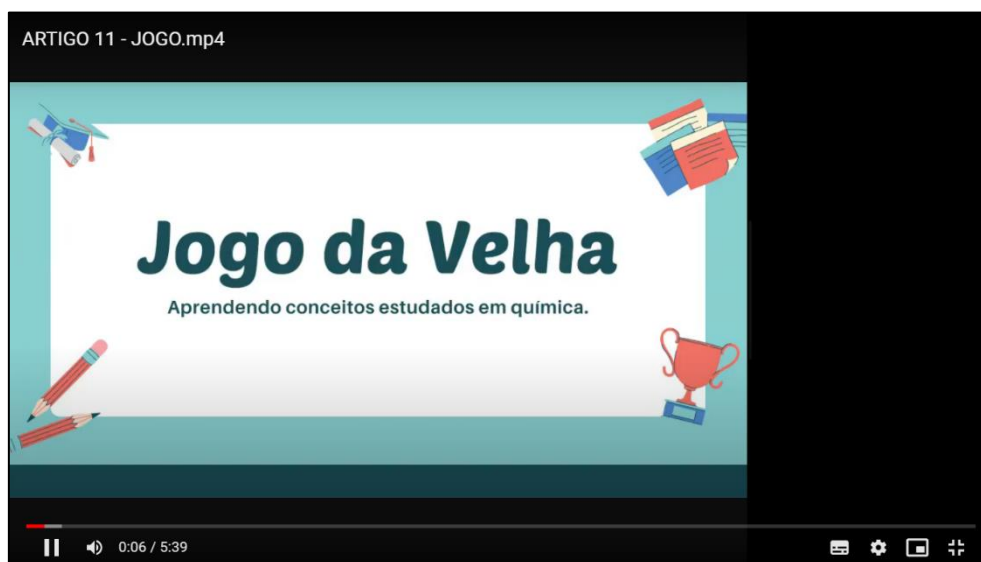 ARTIGO 11 - JOGO.mp4
Jogo da Velha
Aprendendo conceitos estudados em química.
0:06 / 5:39